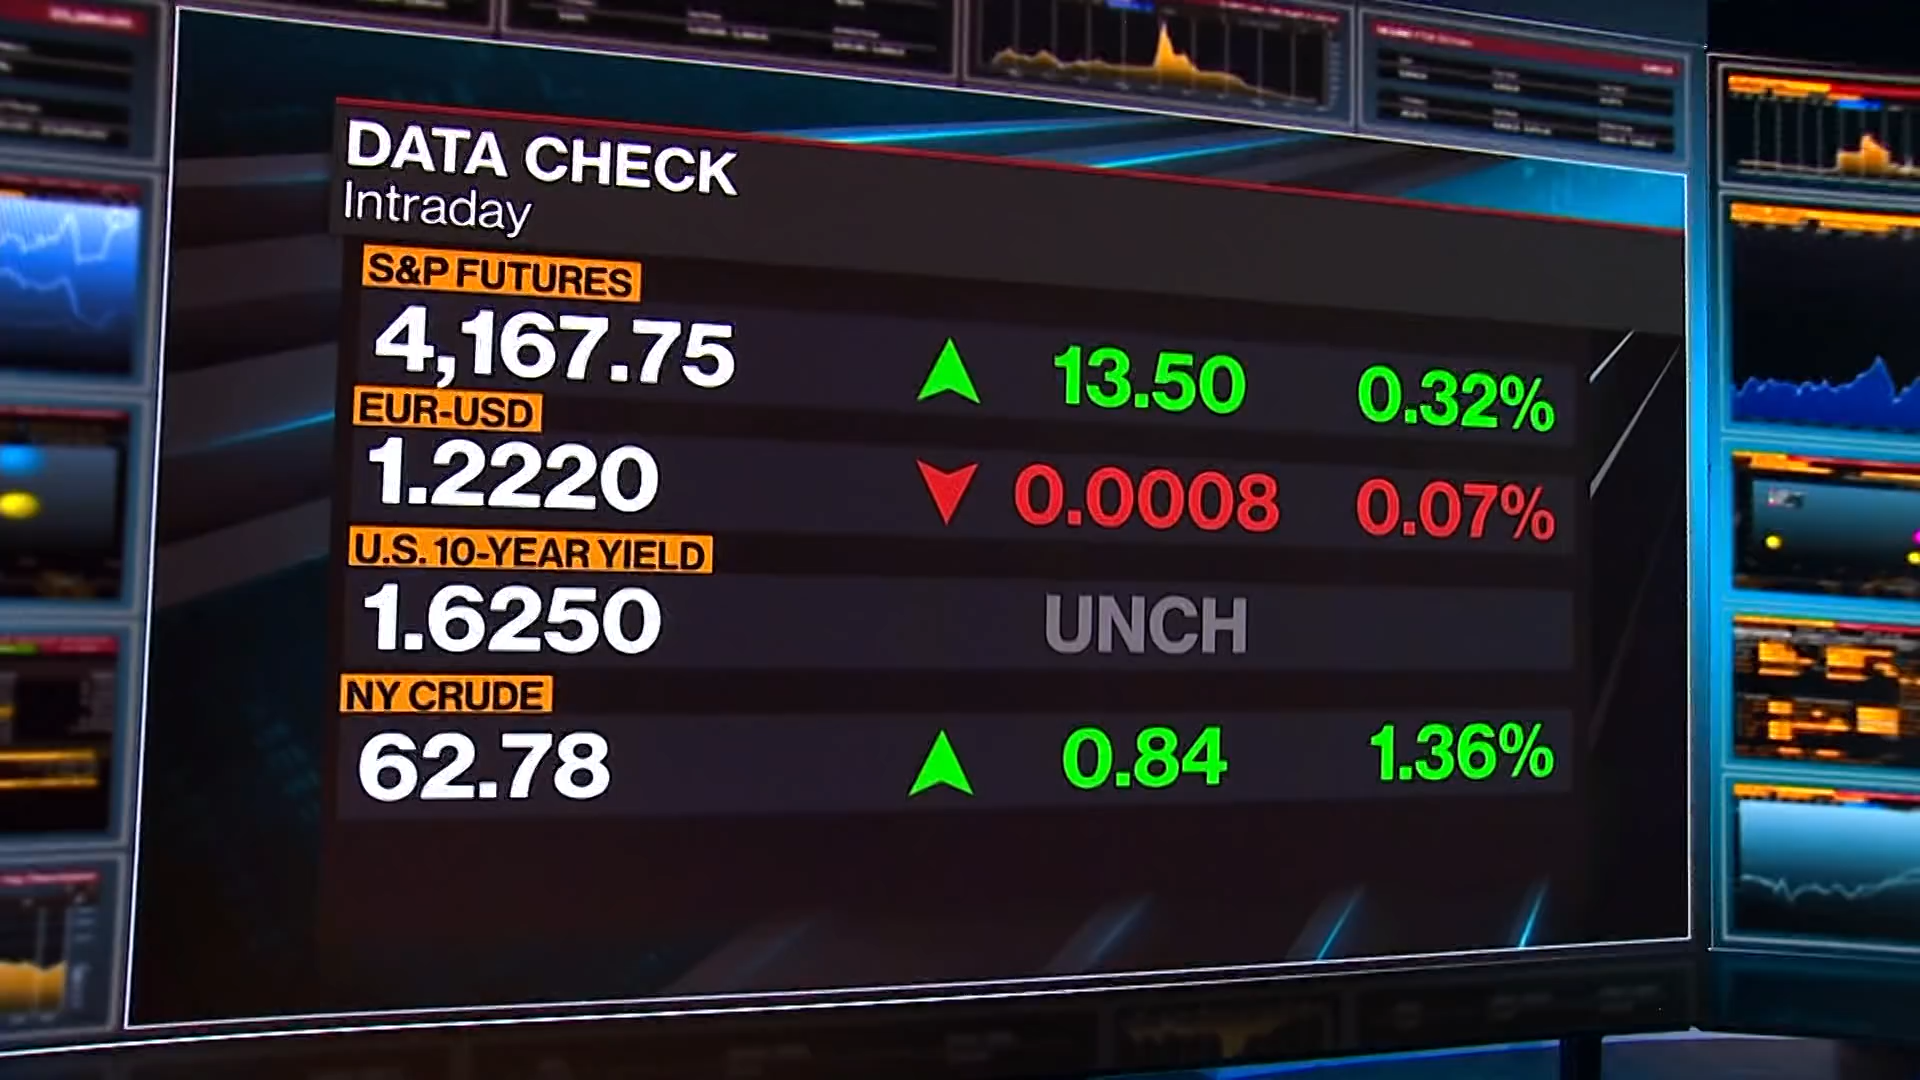 DATA CHECK
Intraday
S&P FUTURES
4,167.75 13.50 0.32%
EUR-USD
1.2220 0.0008 0.07%
U.S. 10-YEAR YIELD
1.6250 UNCH
NY CRUDE
62.78 0.84 1.36%